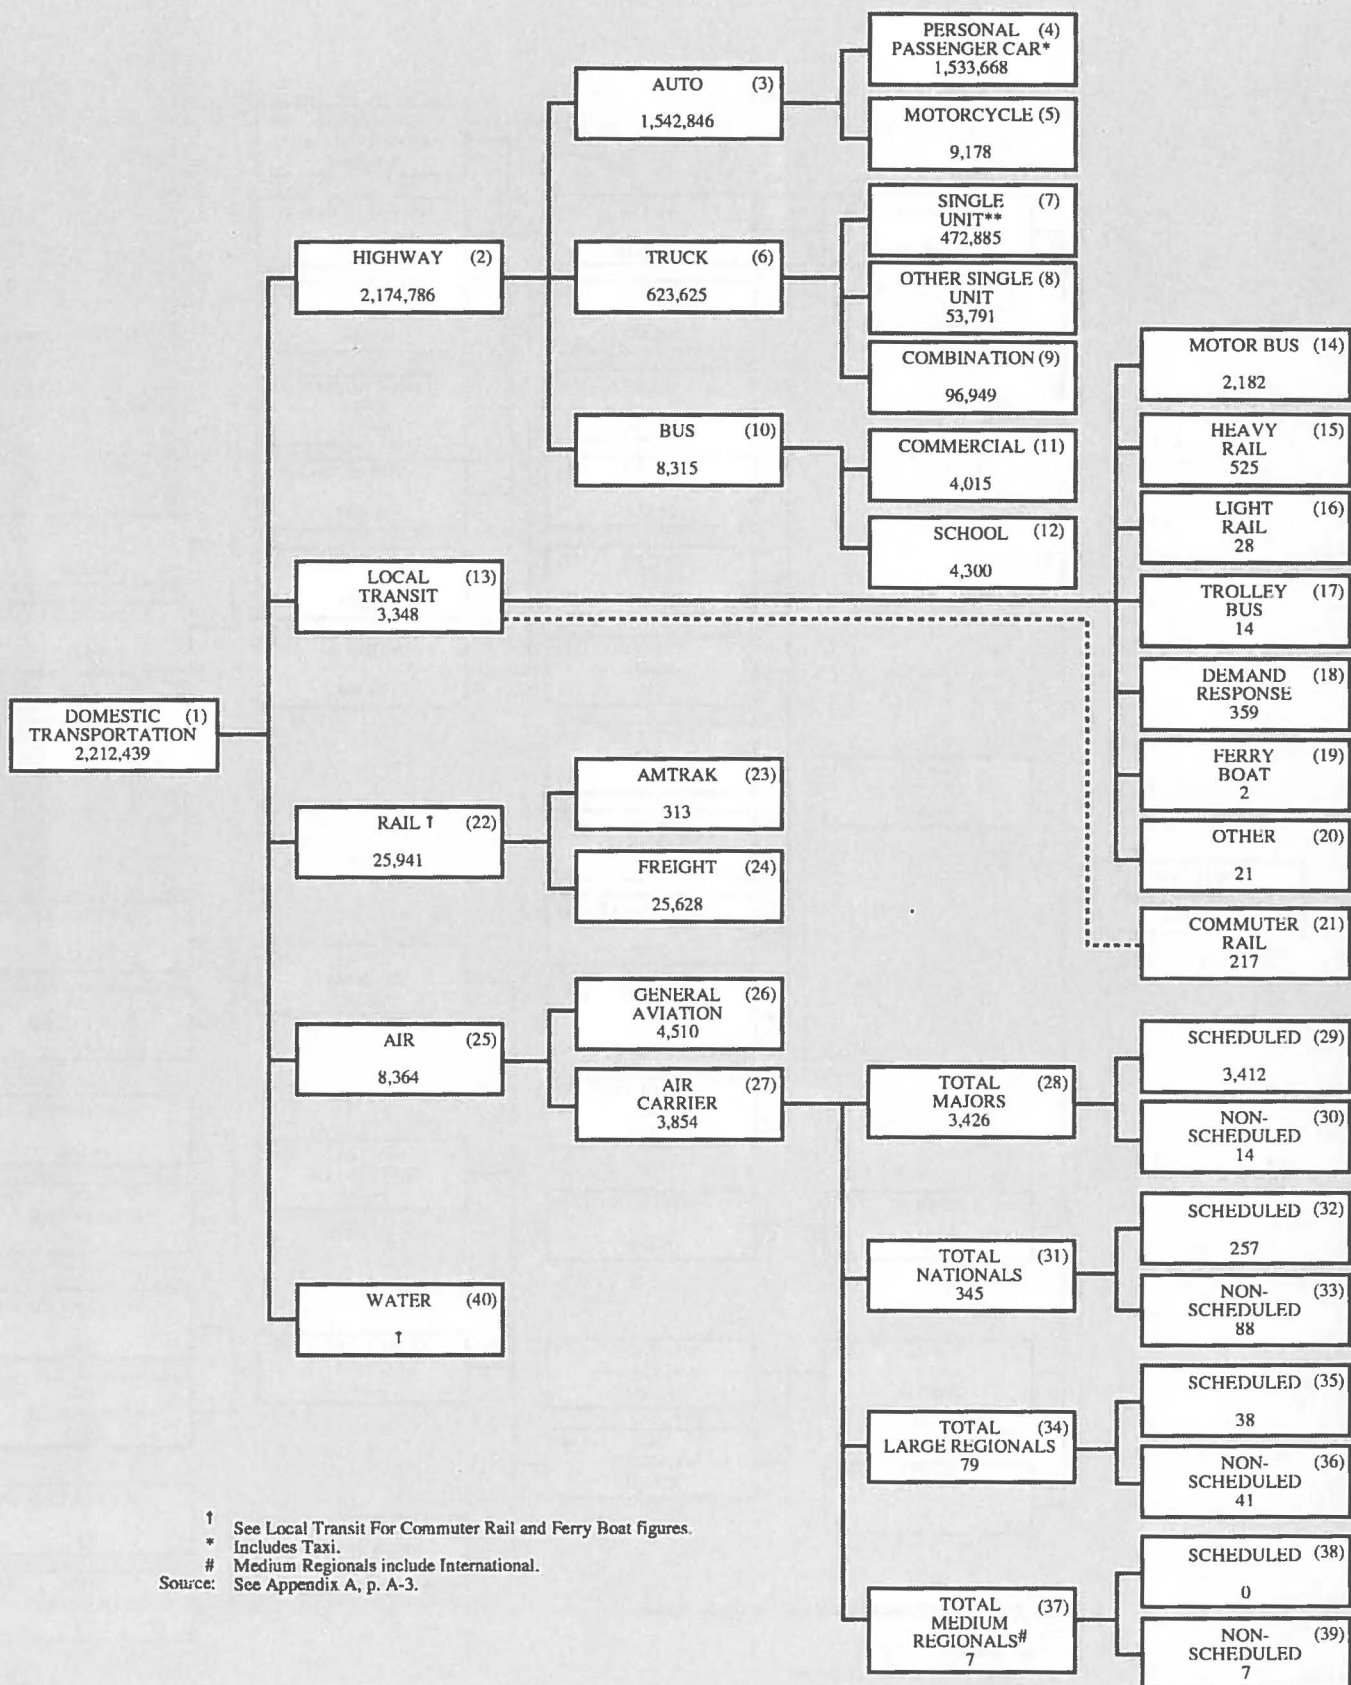 PERSONAL (4)
PASSENGER CAR*
1,533,668
AUTO (3)
1,542,846
MOTORCYCLE (5)
9,178
SINGLE (7)
UNIT**
472,885
HIGHWAY (2)
2,174,786
TRUCK (6)
623,625
OTHER SINGLE (8)
UNIT
53,791
COMBINATION (9)
96,949
BUS (10)
8,315
COMMERCIAL (11)
4,015
SCHOOL (12)
4,300
MOTOR BUS (14)
2,182
HEAVY (15)
RAIL
525
LIGHT (16)
RAIL
28
LOCAL (13)
TRANSIT
3,348
TROLLEY (17)
BUS
14
DEMAND (18)
RESPONSE
359
DOMESTIC (1)
TRANSPORTATION
2,212,439
FERRY (19)
BOAT
2
OTHER (20)
21
COMMUTER (21)
RAIL
217
RAIL † (22)
25,941
AMTRAK (23)
313
FREIGHT (24)
25,628
AIR (25)
8,364
GENERAL (26)
AVIATION
4,510
AIR (27)
CARRIER
3,854
TOTAL (28)
MAJORS
3,426
SCHEDULED (29)
3,412
NON- (30)
SCHEDULED
14
TOTAL (31)
NATIONALS
345
SCHEDULED (32)
257
NON- (33)
SCHEDULED
88
WATER (40)
†
TOTAL (34)
LARGE REGIONALS
79
SCHEDULED (35)
38
NON- (36)
SCHEDULED
41
TOTAL (37)
MEDIUM
REGIONALS#
7
SCHEDULED (38)
0
NON- (39)
SCHEDULED
7
† See Local Transit For Commuter Rail and Ferry Boat figures.
* Includes Taxi.
# Medium Regionals include International.
Source: See Appendix A, p. A-3.